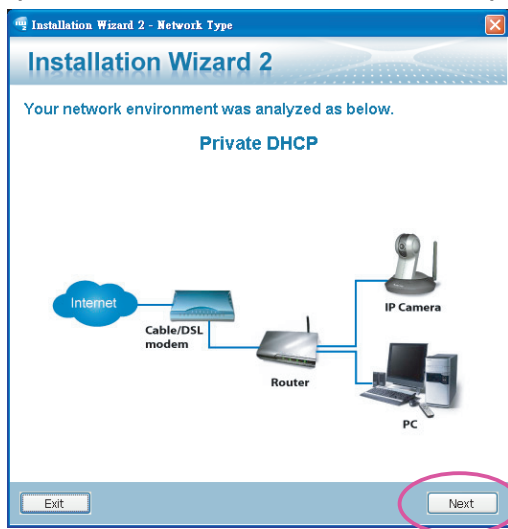 Installation Wizard 2 - Network Type
Installation Wizard 2
Your network environment was analyzed as below.
Private DHCP
Internet
Cable/DSL
modem
Router
IP Camera
PC
Exit
Next